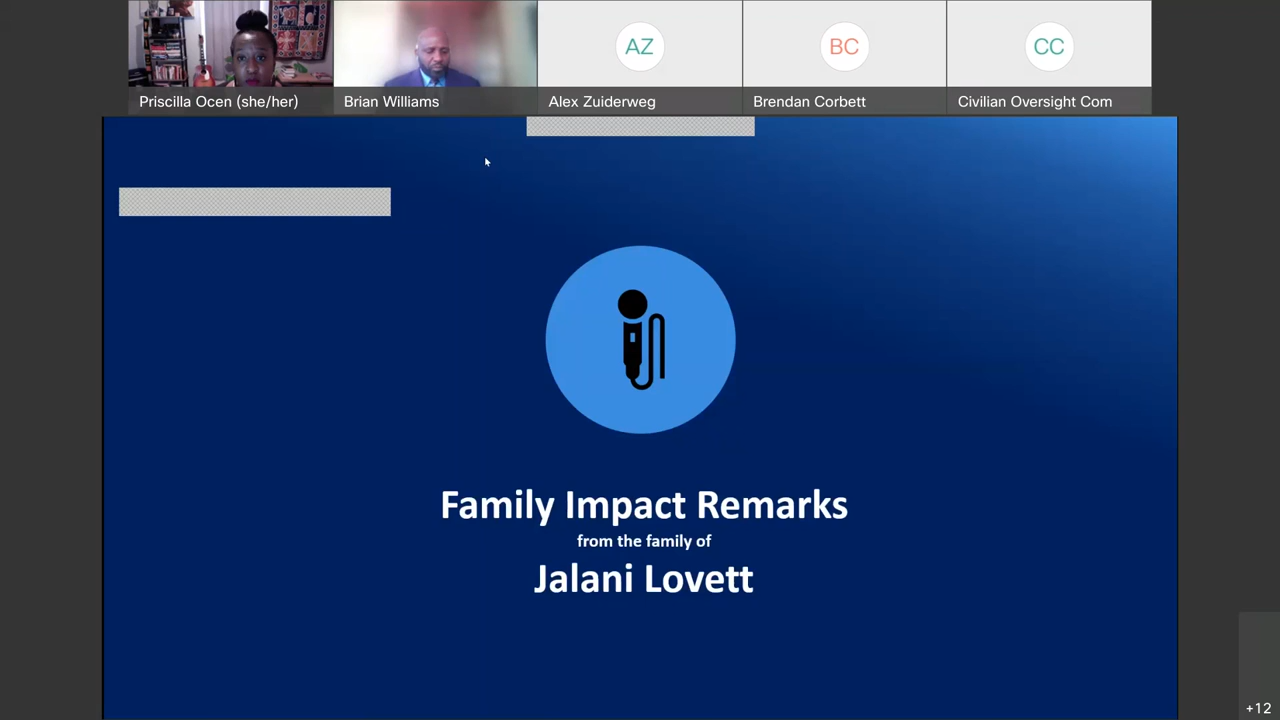 Priscilla Ocen (she/her)
Brian Williams
AZ
Alex Zuiderweg
BC
Brendan Corbett
CC
Civilian Oversight Com
Family Impact Remarks
from the family of
Jalani Lovett
+12